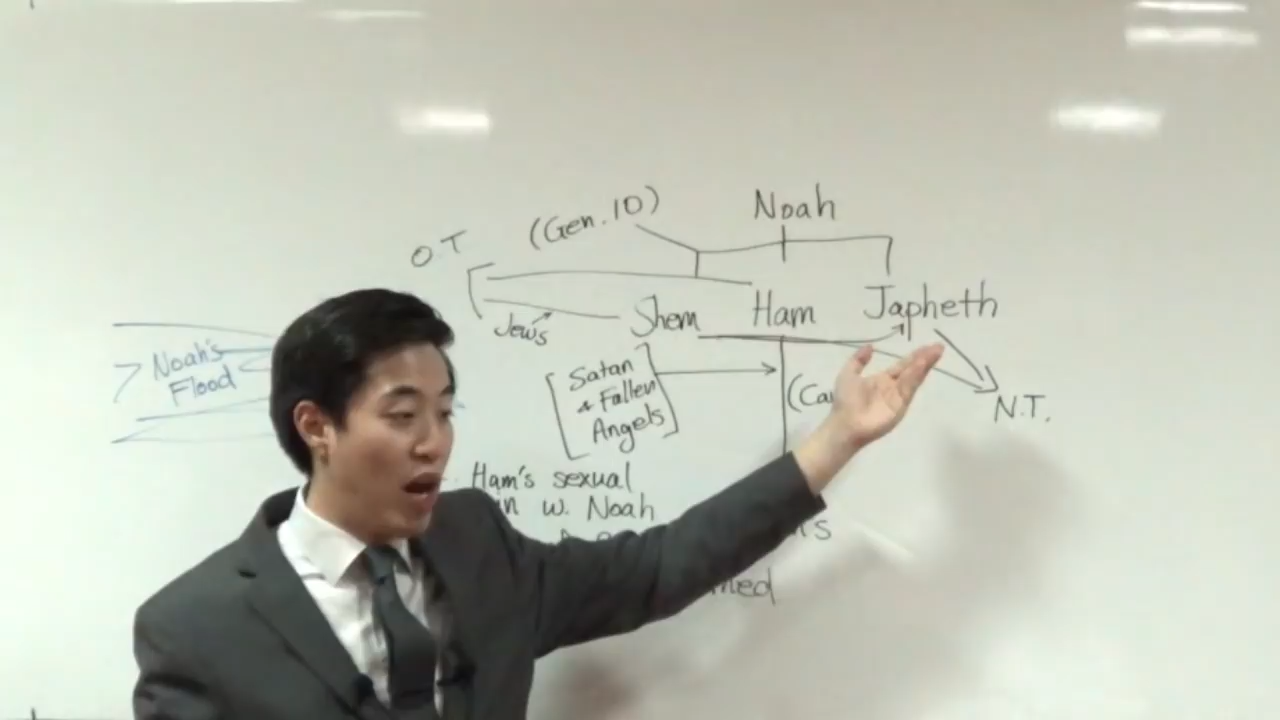 Noah
(Gen. 10)
O.T
Shem Ham Japheth
Jews
Noah's
Flood
Satan
& Fallen
Angels
N.T.
Ham's sexual
w. Noah